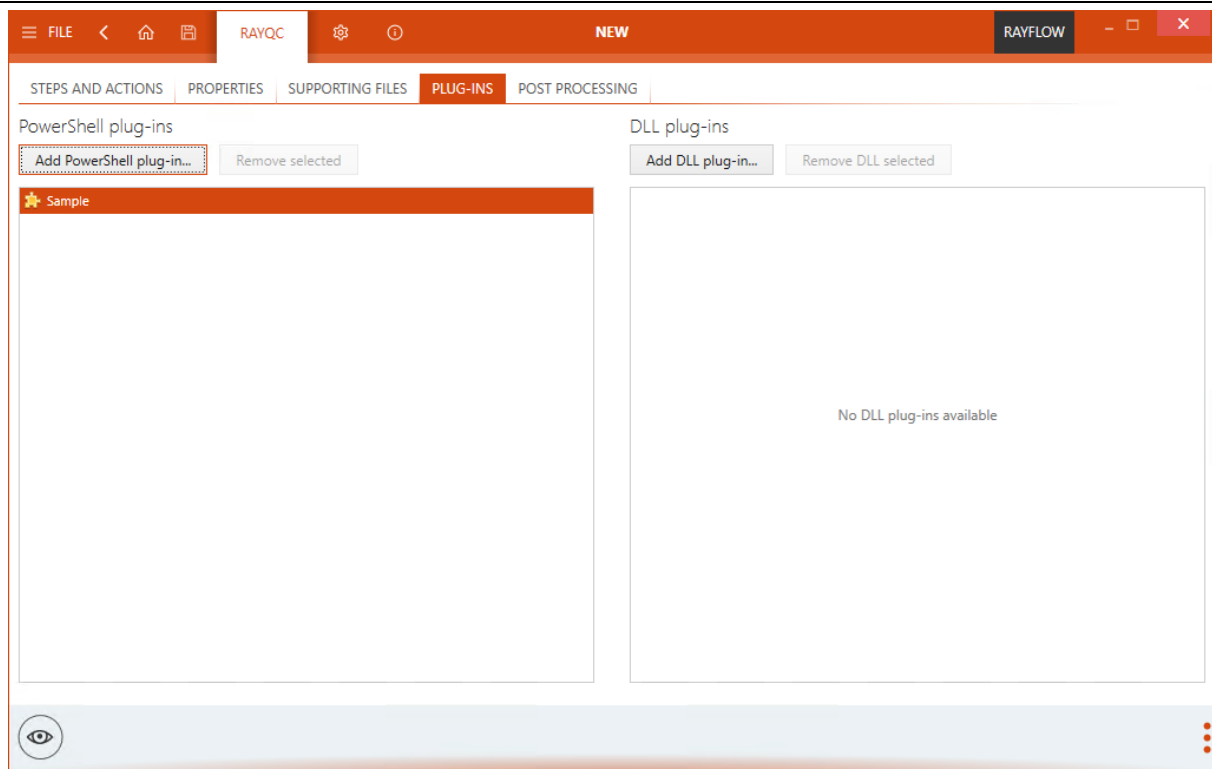 FILE RAYQC NEW RAYFLOW
STEPS AND ACTIONS PROPERTIES SUPPORTING FILES PLUG-INS POST PROCESSING
PowerShell plug-ins DLL plug-ins
Add PowerShell plug-in... Remove selected Add DLL plug-in... Remove DLL selected
Sample
No DLL plug-ins available